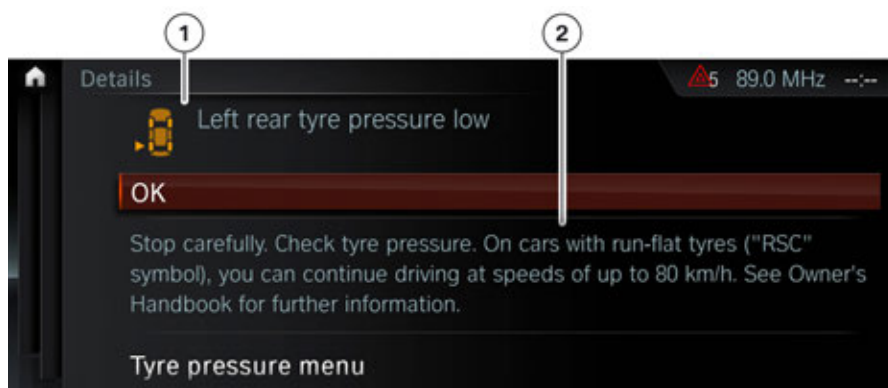 1 2
Details 5 89.0 MHz --:--
Left rear tyre pressure low
OK
Stop carefully. Check tyre pressure. On cars with run-flat tyres ("RSC"
symbol), you can continue driving at speeds of up to 80 km/h. See Owner's
Handbook for further information.
Tyre pressure menu